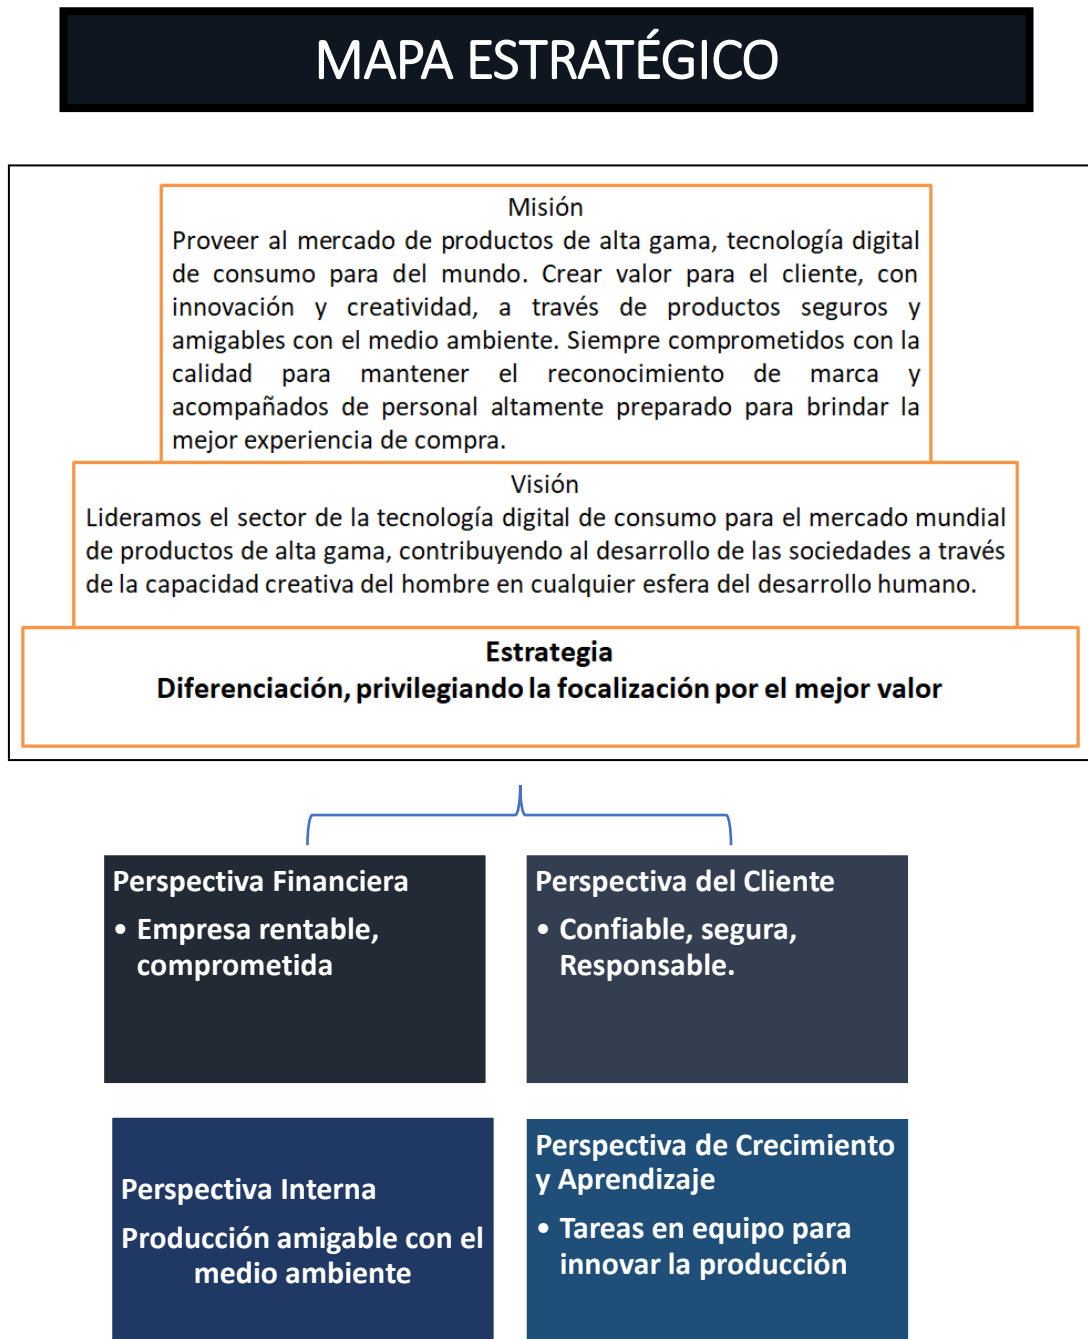 MAPA ESTRATÉGICO
Misión
Proveer al mercado de productos de alta gama, tecnología digital
de consumo para del mundo. Crear valor para el cliente, con
innovación y creatividad, a través de productos seguros y
amigables con el medio ambiente. Siempre comprometidos con la
calidad para mantener el reconocimiento de marca y
acompañados de personal altamente preparado para brindar la
mejor experiencia de compra.
Visión
Lideramos el sector de la tecnología digital de consumo para el mercado mundial
de productos de alta gama, contribuyendo al desarrollo de las sociedades a través
de la capacidad creativa del hombre en cualquier esfera del desarrollo humano.
Estrategia
Diferenciación, privilegiando la focalización por el mejor valor
Perspectiva Financiera
• Empresa rentable,
comprometida
Perspectiva del Cliente
• Confiable, segura,
Responsable.
Perspectiva Interna
Producción amigable con el
medio ambiente
Perspectiva de Crecimiento
y Aprendizaje
• Tareas en equipo para
innovar la producción